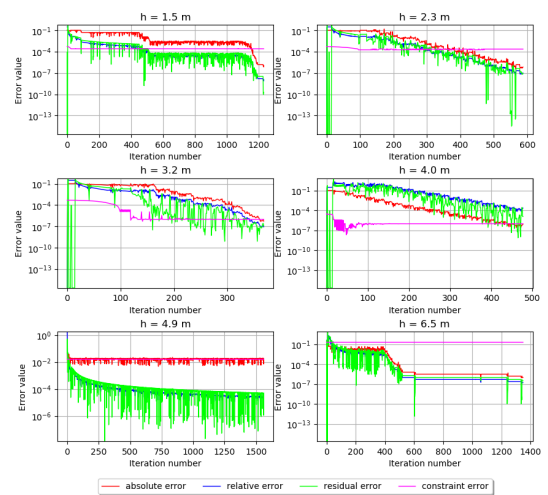 h = 1.5 m
h = 2.3 m
Error value
10⁻¹
10⁻⁴
10⁻⁷
10⁻¹⁰
10⁻¹³
0 200 400 600 800 1000 1200
Iteration number
Error value
10⁻¹
10⁻⁴
10⁻⁷
10⁻¹⁰
10⁻¹³
0 100 200 300 400 500 600
Iteration number
h = 3.2 m
h = 4.0 m
Error value
10⁻¹
10⁻⁴
10⁻⁷
10⁻¹⁰
10⁻¹³
0 100 200 300
Iteration number
Error value
10⁻¹
10⁻⁴
10⁻⁷
10⁻¹⁰
10⁻¹³
0 100 200 300 400 500
Iteration number
h = 4.9 m
h = 6.5 m
Error value
10⁰
10⁻²
10⁻⁴
10⁻⁶
0 250 500 750 1000 1250 1500
Iteration number
Error value
10⁻¹
10⁻⁴
10⁻⁷
10⁻¹⁰
10⁻¹³
0 200 400 600 800 1000 1200 1400
Iteration number
absolute error relative error residual error constraint error